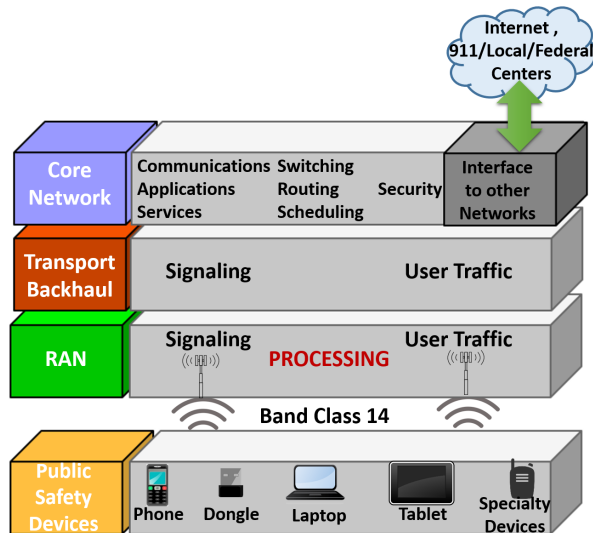 Internet ,
911/Local/Federal
Centers
Core
Network
Communications
Applications
Services
Switching
Routing
Scheduling
Security
Interface
to other
Networks
Transport
Backhaul
Signaling
User Traffic
RAN
Signaling
PROCESSING
User Traffic
Band Class 14
Public
Safety
Devices
Phone
Dongle
Laptop
Tablet
Specialty
Devices